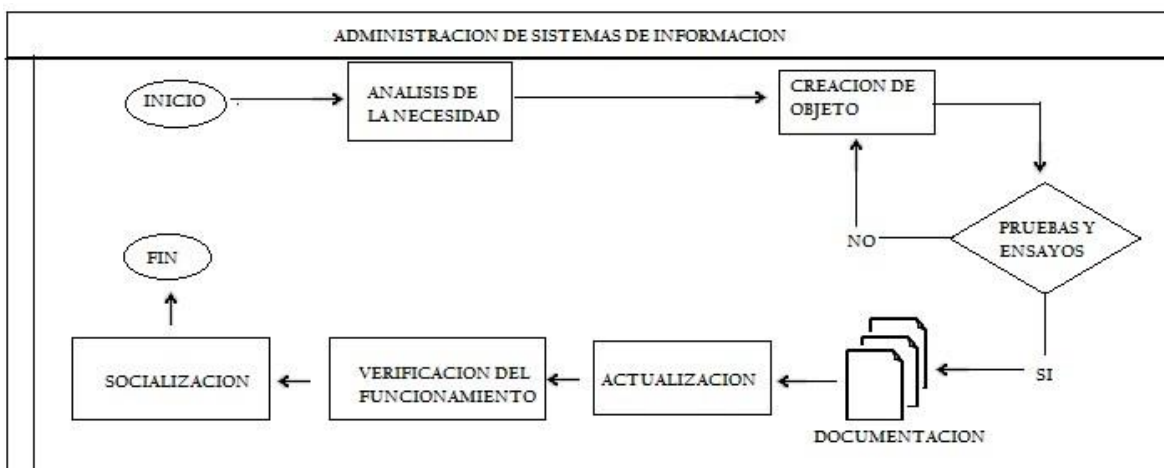 ADMINISTRACION DE SISTEMAS DE INFORMACION
INICIO
ANALISIS DE
LA NECESIDAD
CREACION DE
OBJETO
PRUEBAS Y
ENSAYOS
NO
SI
DOCUMENTACION
ACTUALIZACION
VERIFICACION DEL
FUNCIONAMIENTO
SOCIALIZACION
FIN